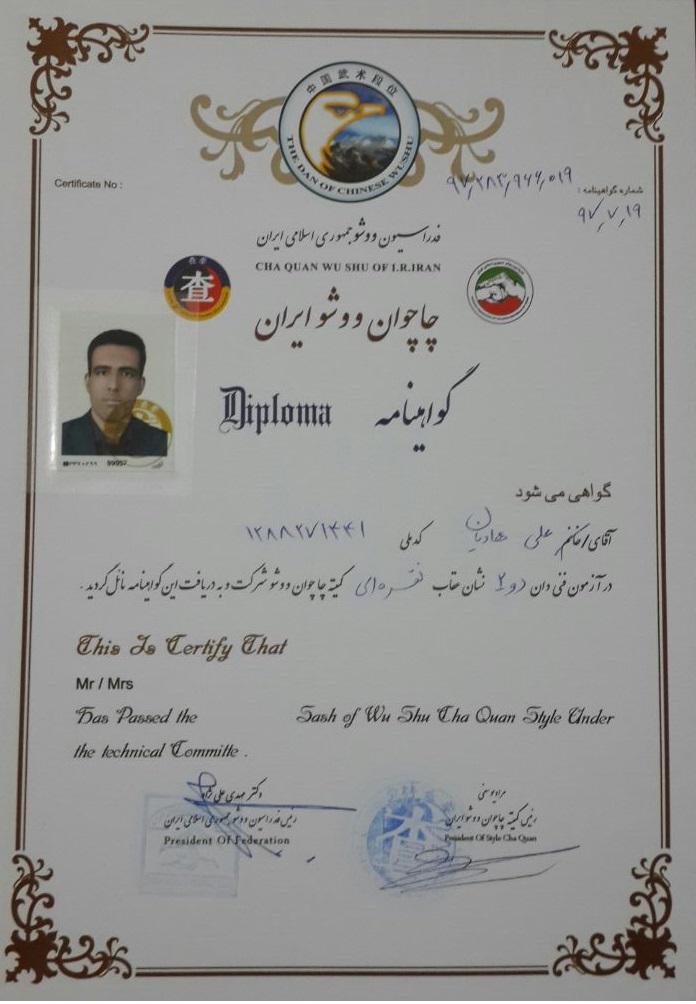 中国武术段位
THE DAN OF CHINESE WUSHU
Certificate No :
شماره گواهینامه :
۹۷٫۲۸۳٫۹۶۶٫۰۱۹
۹۷٫۷٫۱۹
فدراسیون ووشو جمهوری اسلامی ایران
CHA QUAN WU SHU OF I.R.IRAN
查
چاچوان ووشو ایران
Diploma گواهینامه
گواهی می شود
آقای/خانم علی هادیان کد ملی ۱۲۸۸۲۷۱۴۴۱
در آزمون فنی دان دو ۲ نشان عقاب نقره ای کمیته چاچوان ووشو شرکت و به دریافت این گواهینامه نائل گردید .
This Is Certify That
Mr / Mrs
Has Passed the Sash of Wu Shu Cha Quan Style Under
the technical Committe .
دکتر مهدی علی نژاد
رئیس فدراسیون ووشو جمهوری اسلامی ایران
President Of Federation
مراد یوسفی
رئیس کمیته چاچوان ووشو ایران
President Of Style Cha Quan
查